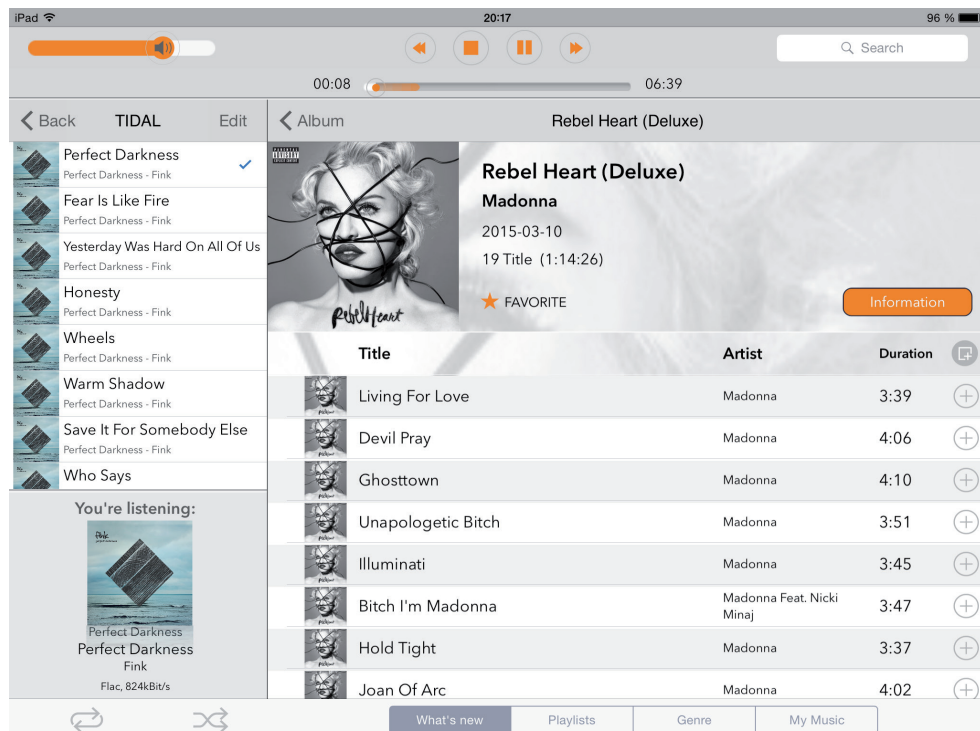 iPad 20:17 96 %
Search
00:08 06:39
Back TIDAL Edit
Album Rebel Heart (Deluxe)
Perfect Darkness
Perfect Darkness - Fink
Fear Is Like Fire
Perfect Darkness - Fink
Yesterday Was Hard On All Of Us
Perfect Darkness - Fink
Honesty
Perfect Darkness - Fink
Wheels
Perfect Darkness - Fink
Warm Shadow
Perfect Darkness - Fink
Save It For Somebody Else
Perfect Darkness - Fink
Who Says
You're listening:
Fink
perfect darkness
Perfect Darkness
Perfect Darkness
Fink
Flac, 824kBit/s
PARENTAL
ADVISORY
Rebel Heart
Rebel Heart (Deluxe)
Madonna
2015-03-10
19 Title (1:14:26)
FAVORITE
Information
Title Artist Duration
Living For Love Madonna 3:39
Devil Pray Madonna 4:06
Ghosttown Madonna 4:10
Unapologetic Bitch Madonna 3:51
Illuminati Madonna 3:45
Bitch I'm Madonna Madonna Feat. Nicki Minaj 3:47
Hold Tight Madonna 3:37
Joan Of Arc Madonna 4:02
What's new Playlists Genre My Music